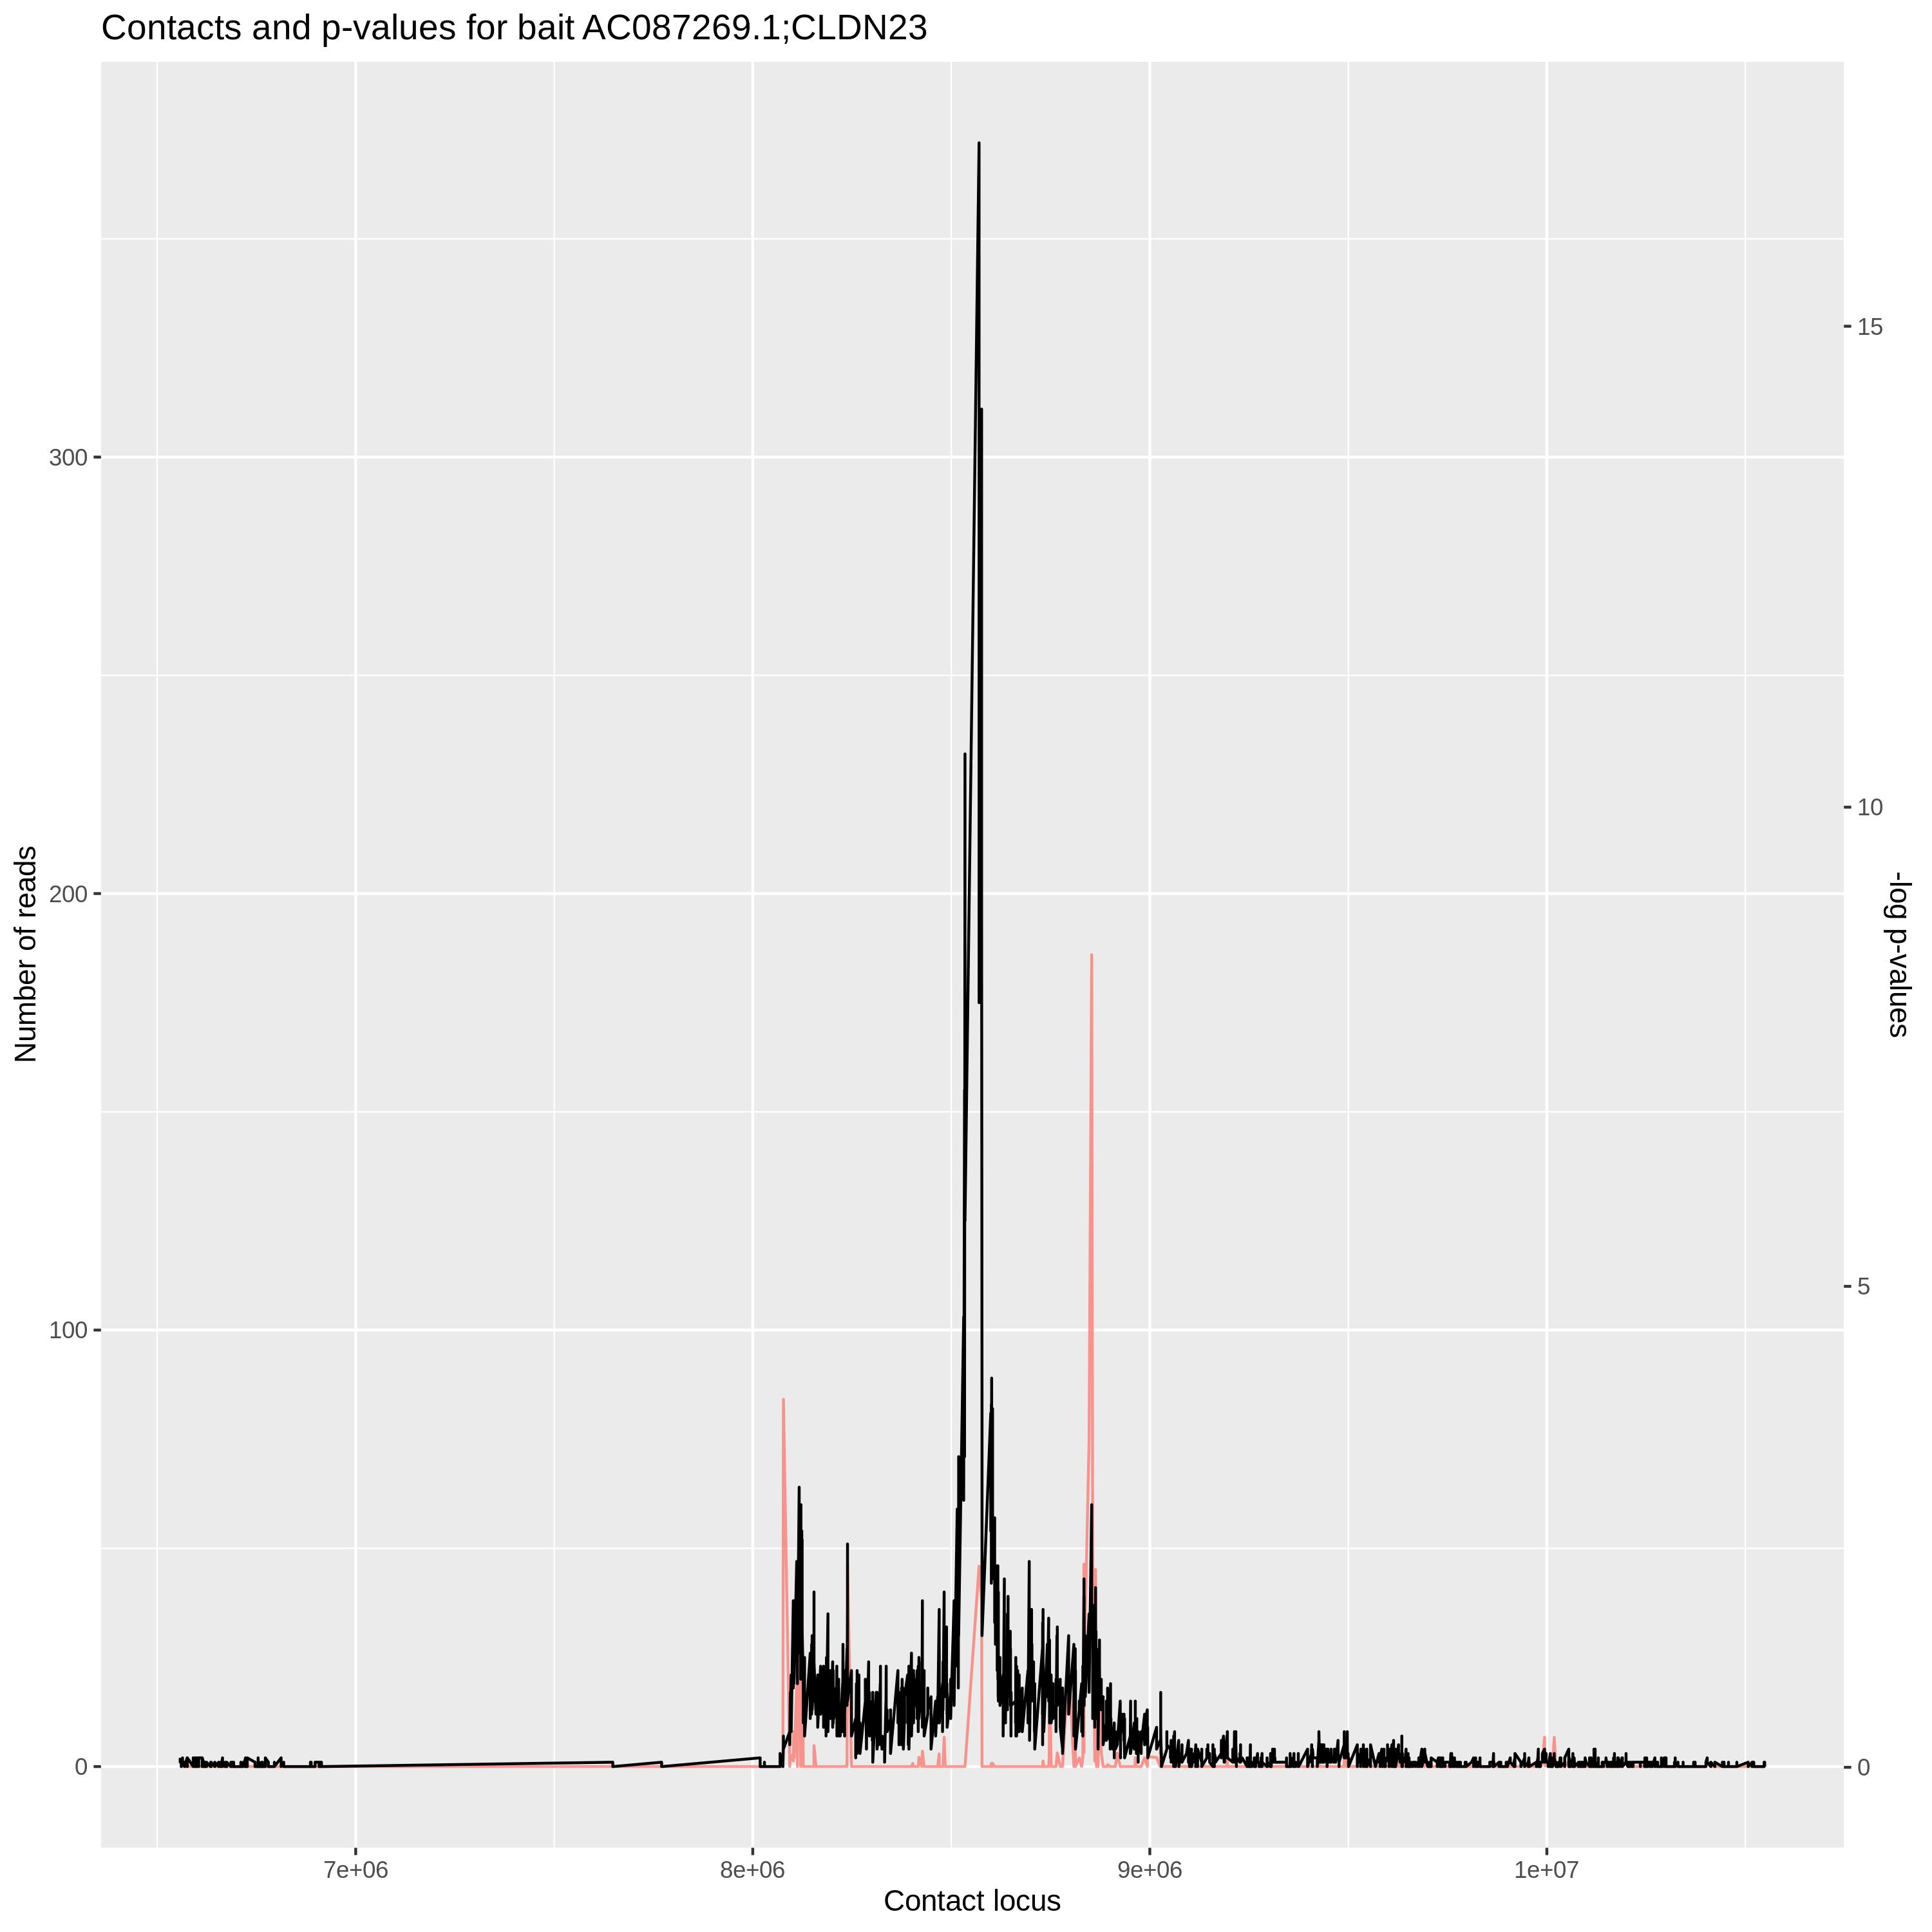 Contacts and p-values for bait AC087269.1;CLDN23
300
200
100
0
Number of reads
15
10
5
0
-log p-values
7e+06 8e+06 9e+06 1e+07
Contact locus